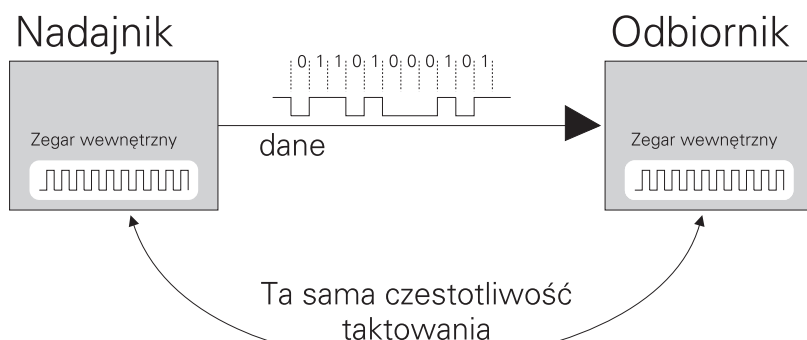 Nadajnik
Odbiornik
0 1 1 0 1 0 0 0 1 0 1
Zegar wewnętrzny
dane
Zegar wewnętrzny
Ta sama czestotliwość
taktowania